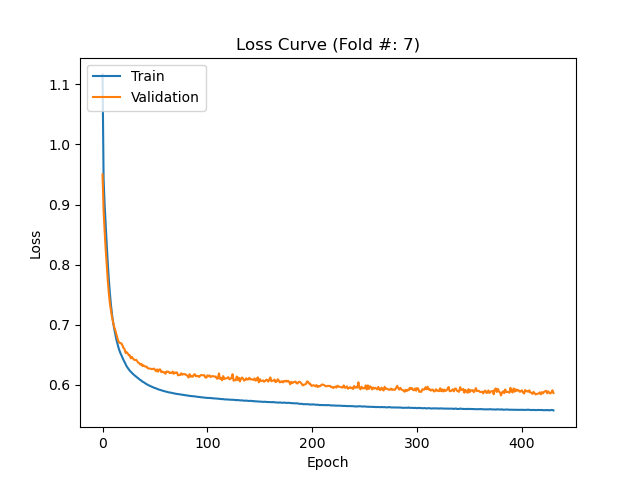 Loss Curve (Fold #: 7)
Train
Validation
1.1
1.0
0.9
0.8
0.7
0.6
Loss
0 100 200 300 400
Epoch